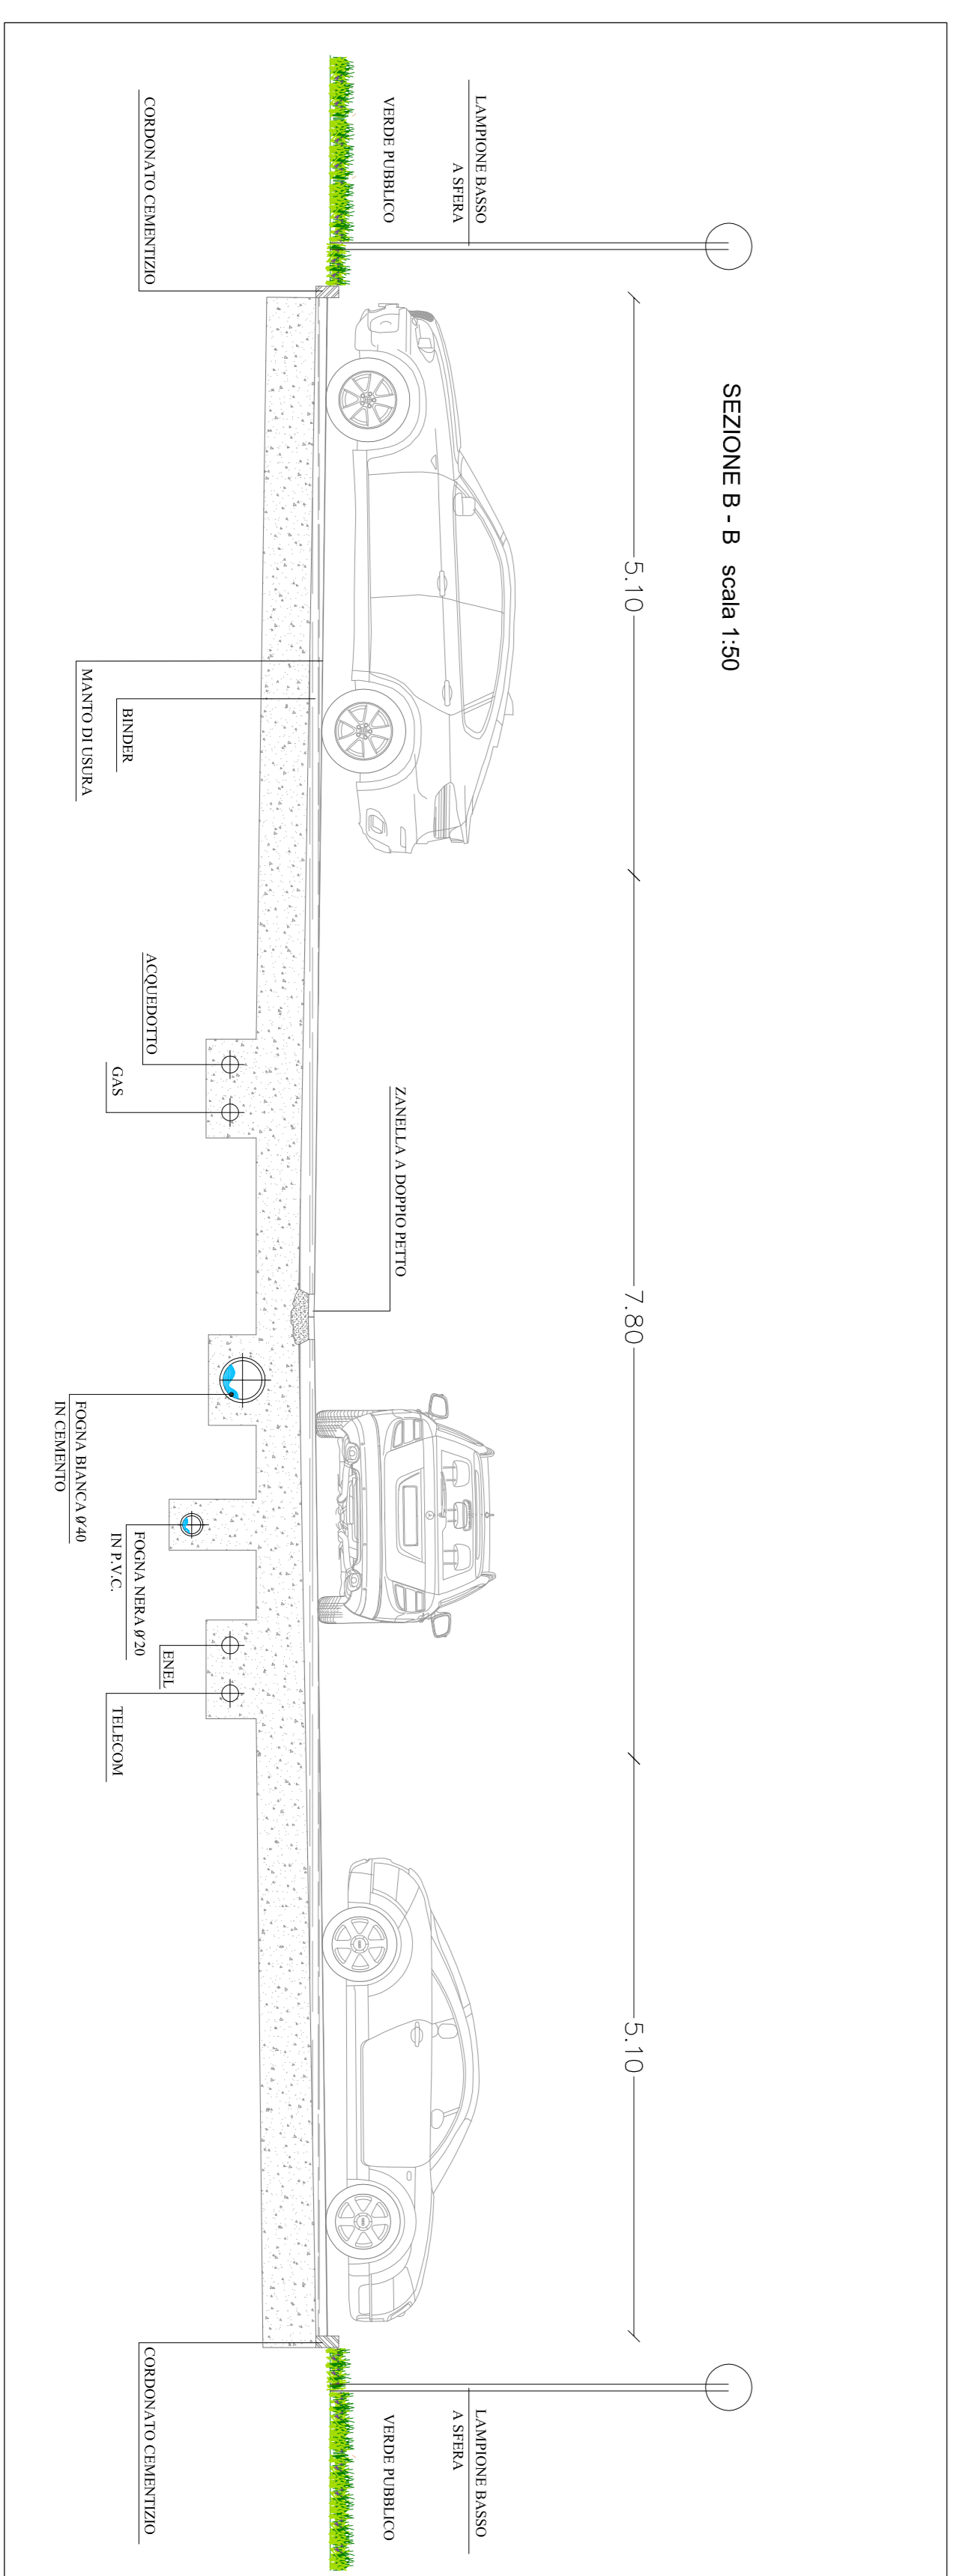 SEZIONE B - B   scala 1:50
5.10
7.80
5.10
LAMPIONE BASSO
A SFERA
VERDE PUBBLICO
CORDONATO CEMENTIZIO
MANTO DI USURA
BINDER
ACQUEDOTTO
GAS
ZANELLA A DOPPIO PETTO
FOGNA BIANCA Ø40
IN CEMENTO
FOGNA NERA Ø20
IN P.V.C.
ENEL
TELECOM
LAMPIONE BASSO
A SFERA
VERDE PUBBLICO
CORDONATO CEMENTIZIO